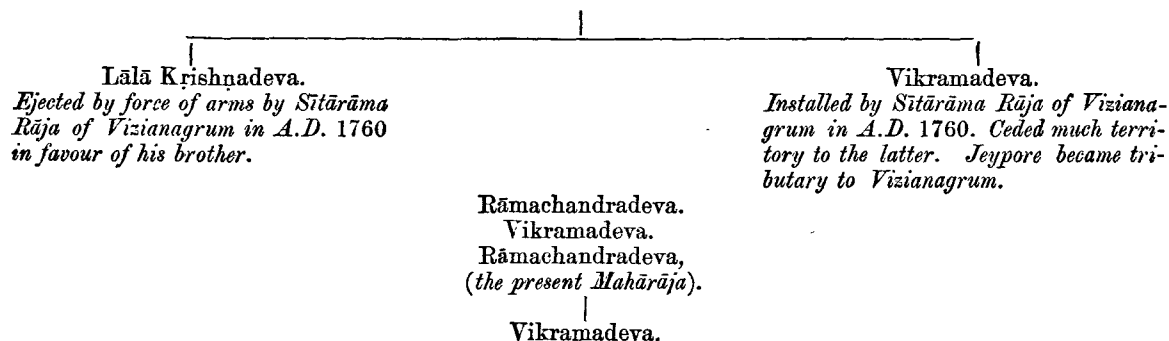 Lālā Kṛishṇadeva.
Ejected by force of arms by Sītārāma
Rāja of Vizianagrum in A.D. 1760
in favour of his brother.
Vikramadeva.
Installed by Sītārāma Rāja of Viziana-
grum in A.D. 1760. Ceded much terri-
tory to the latter. Jeypore became tri-
butary to Vizianagrum.
Rāmachandradeva.
Vikramadeva.
Rāmachandradeva,
(the present Mahārāja).
Vikramadeva.